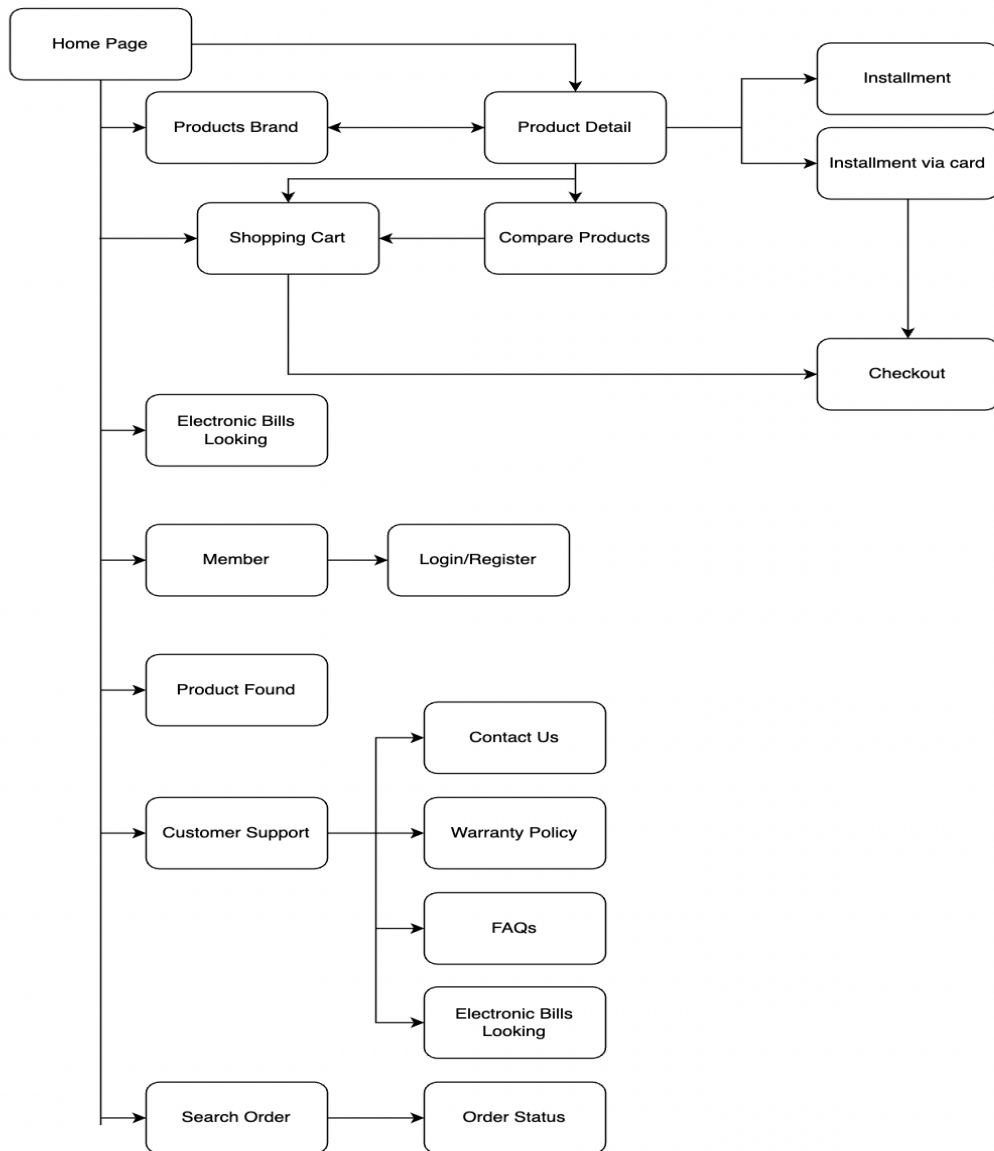 Home Page
Installment
Products Brand
Product Detail
Installment via card
Shopping Cart
Compare Products
Checkout
Electronic Bills
Looking
Member
Login/Register
Product Found
Contact Us
Customer Support
Warranty Policy
FAQs
Electronic Bills
Looking
Search Order
Order Status